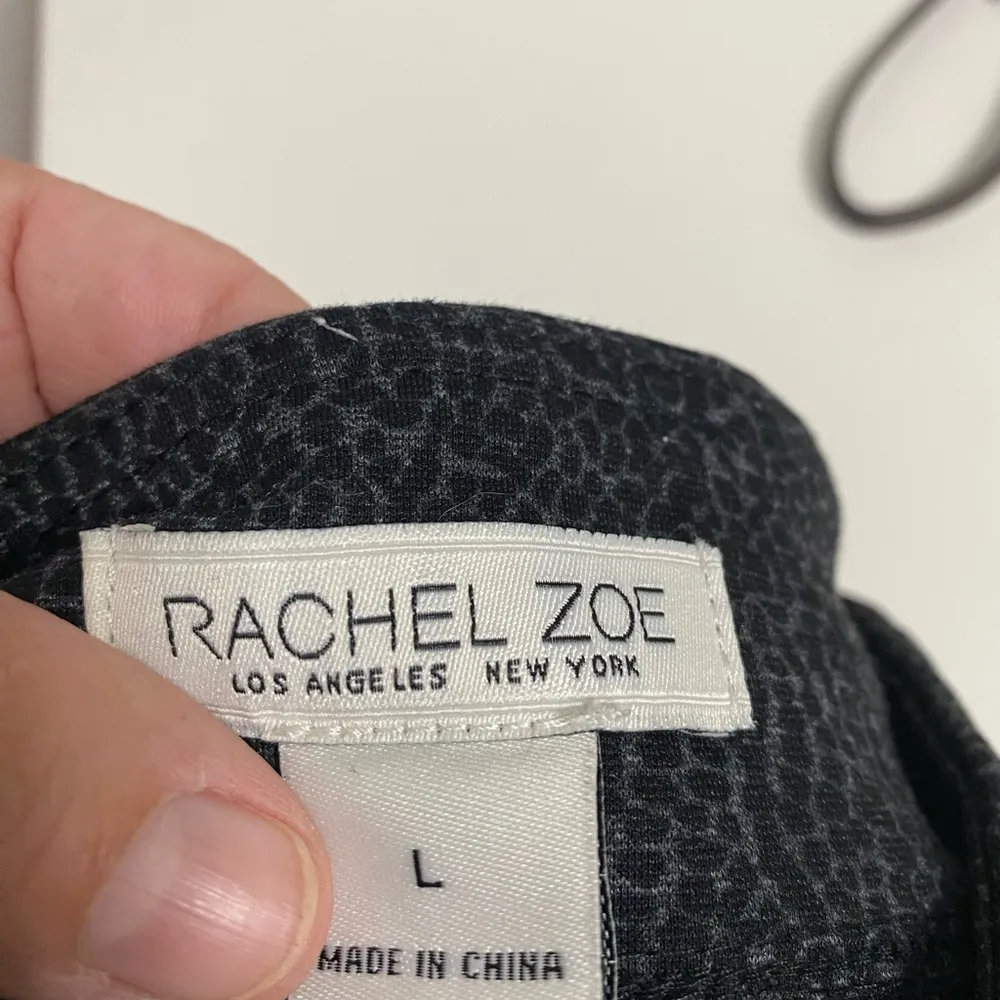 RACHEL ZOE
LOS ANGELES NEW YORK
L
MADE IN CHINA